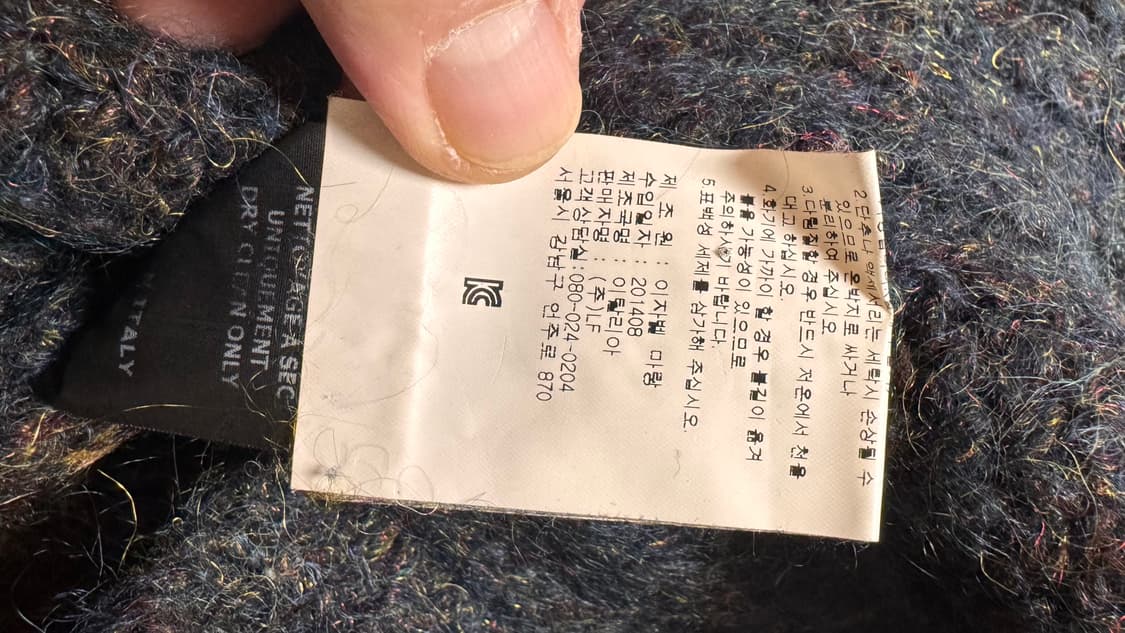 2.단추나 악세서리는 세탁시 손상될 수
있으므로 은박지로 싸거나
분리하여 주십시오
3.다림질할 경우 반드시 저온에서 천을
대고 하십시오.
4.화기에 가까이 할 경우 불길이 옮겨
붙을 가능성이 있으므로
주의하시기 바랍니다.
5.표백성 세제를 삼가해 주십시오.
제 조 원 : 이자벨 마랑
수입일자 : 201408
제조국명 : 이탈리아
판매자명 : (주)LF
고객상담실:080-024-0204
서울시 강남구 언주로 870
KC
NETTOYAGE A SEC
UNIQUEMENT
DRY CLEAN ONLY
ITALY